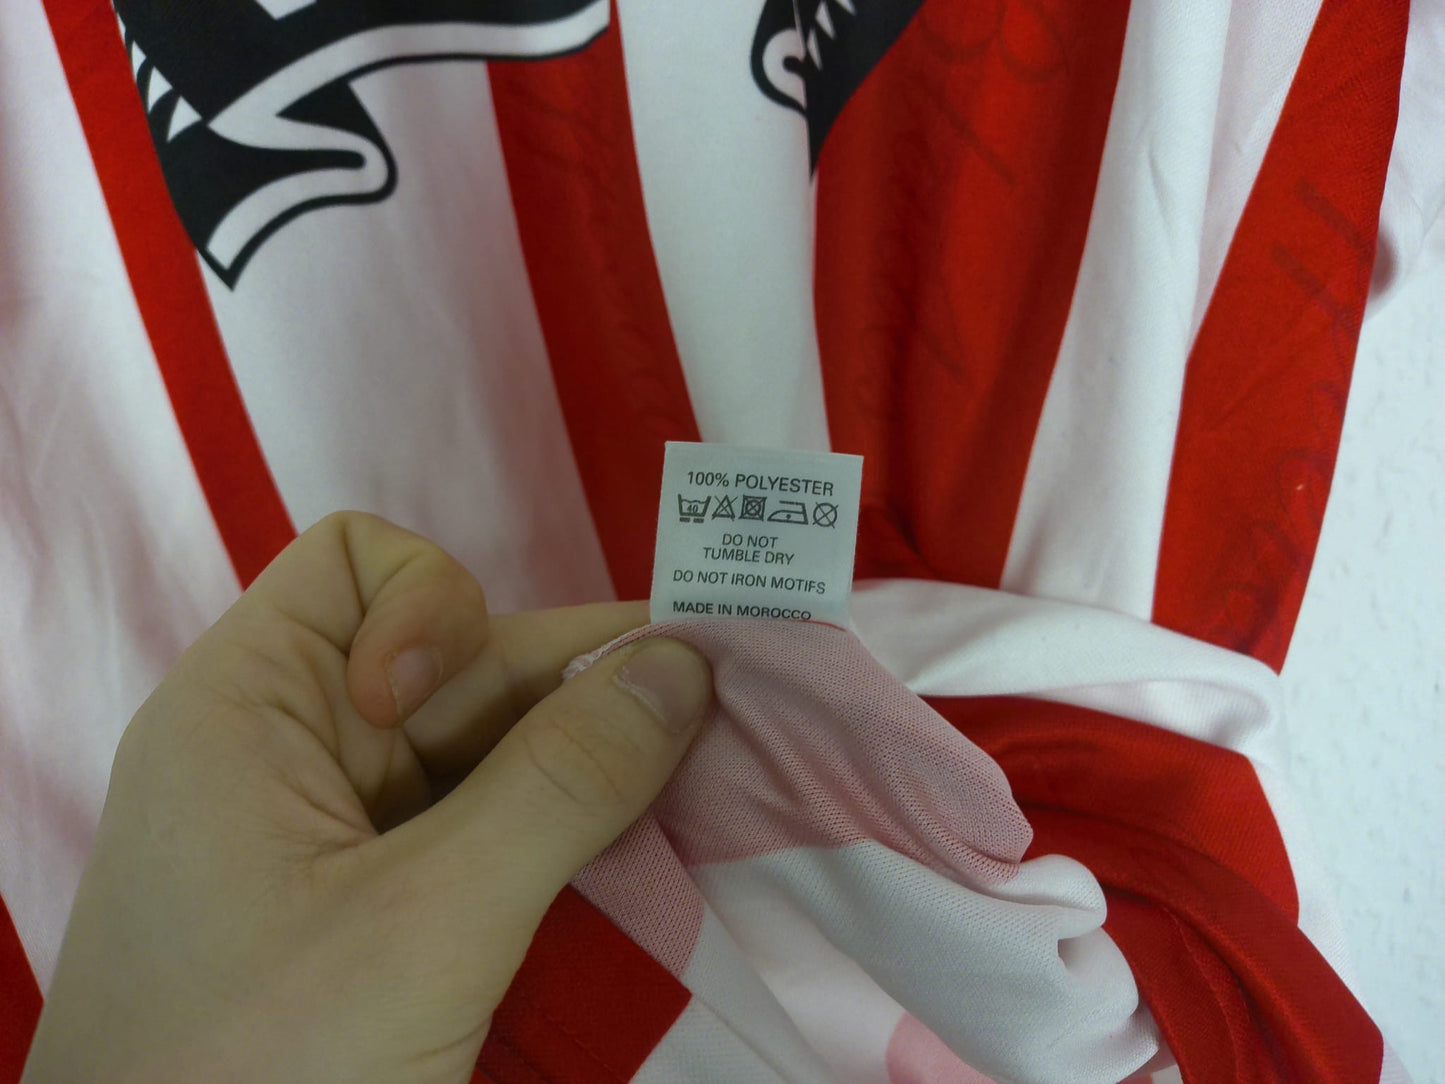 100% POLYESTER
40
DO NOT
TUMBLE DRY
DO NOT IRON MOTIFS
MADE IN MOROCCO